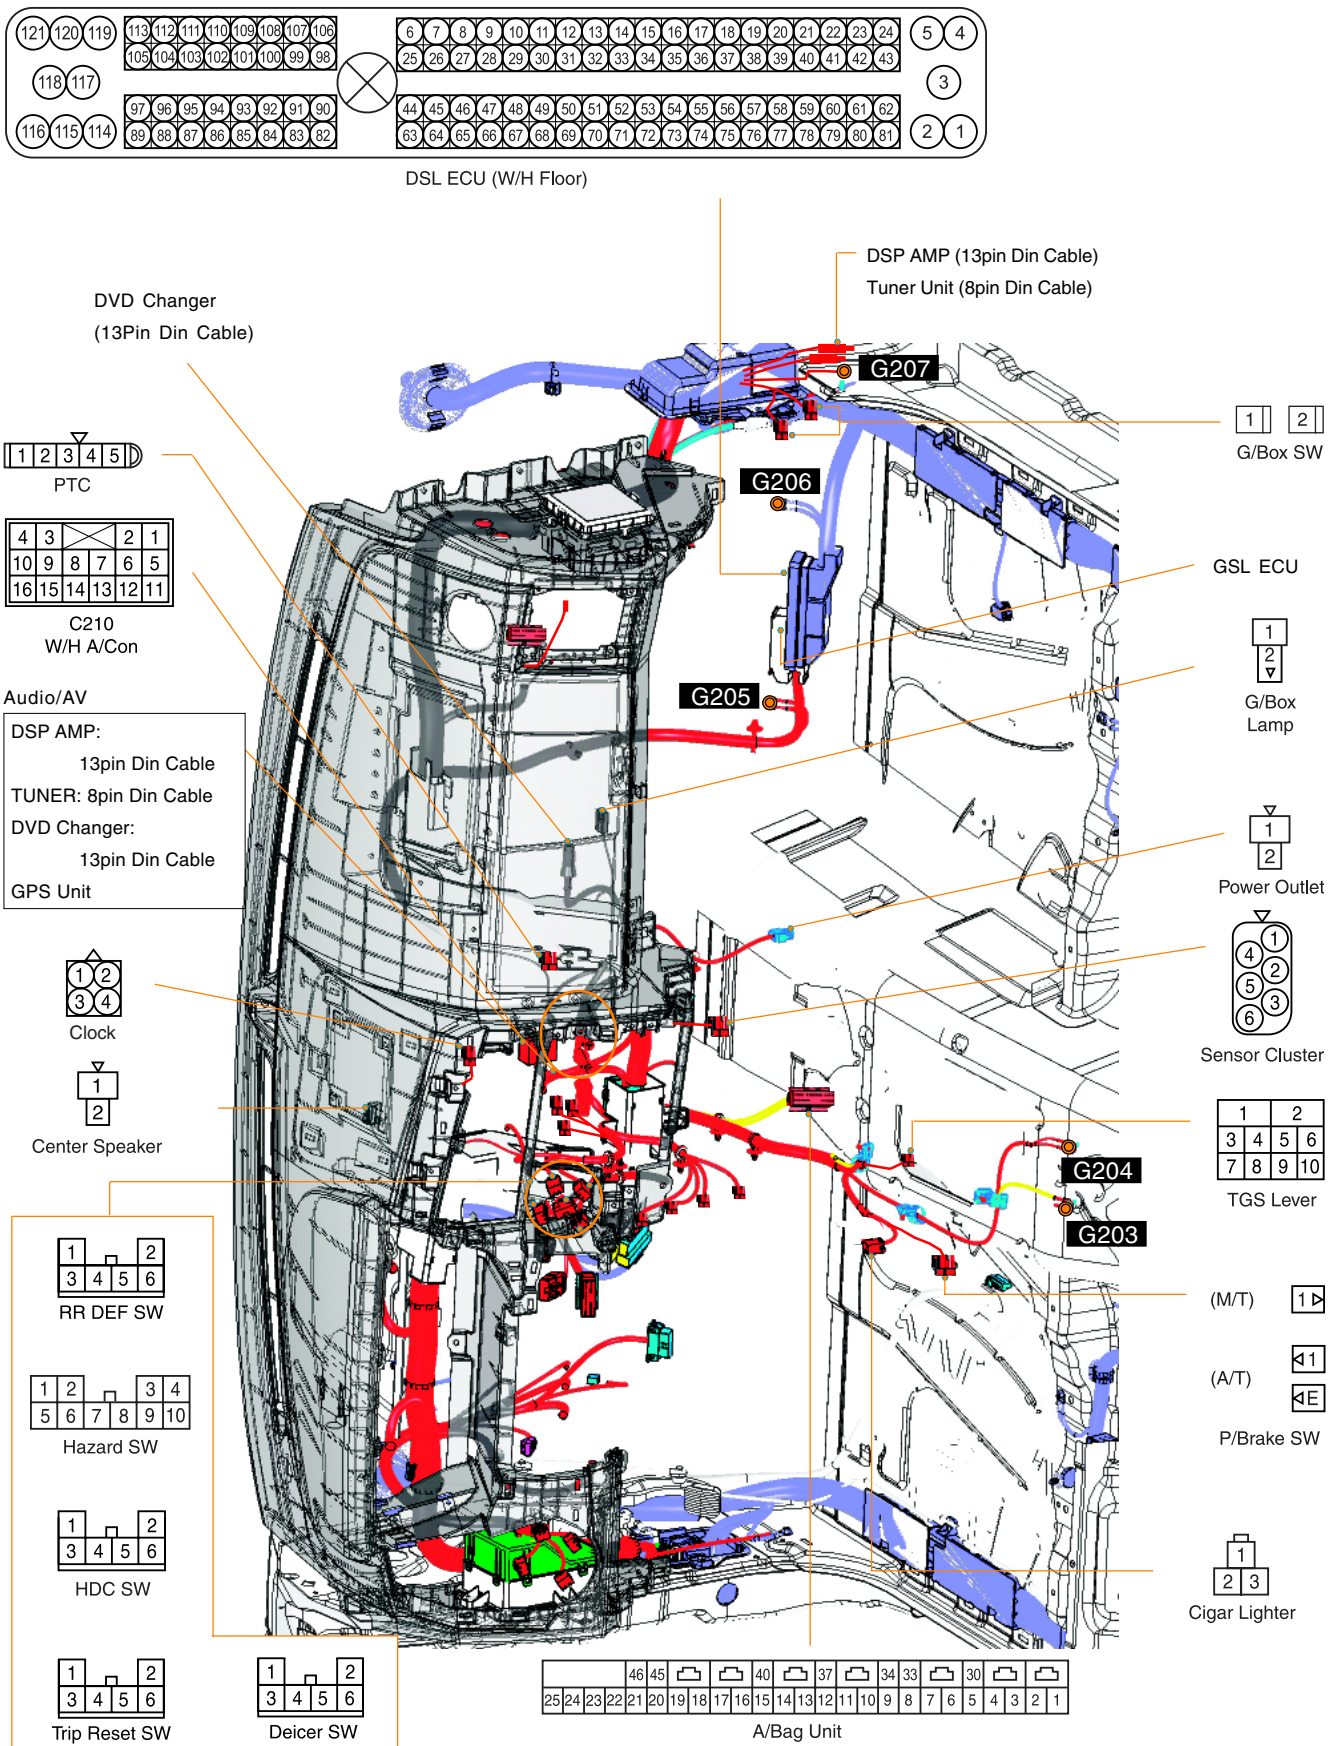 121 120 119 113 112 111 110 109 108 107 106 6 7 8 9 10 11 12 13 14 15 16 17 18 19 20 21 22 23 24 5 4
105 104 103 102 101 100 99 98 25 26 27 28 29 30 31 32 33 34 35 36 37 38 39 40 41 42 43
118 117 3
97 96 95 94 93 92 91 90 44 45 46 47 48 49 50 51 52 53 54 55 56 57 58 59 60 61 62
116 115 114 89 88 87 86 85 84 83 82 63 64 65 66 67 68 69 70 71 72 73 74 75 76 77 78 79 80 81 2 1
DSL ECU (W/H Floor)
DSP AMP (13pin Din Cable)
Tuner Unit (8pin Din Cable)
DVD Changer
(13Pin Din Cable)
G207
1 2
G/Box SW
1 2 3 4 5
PTC
G206
4 3 2 1
10 9 8 7 6 5
16 15 14 13 12 11
C210
W/H A/Con
GSL ECU
1
2
G/Box
Lamp
G205
Audio/AV
DSP AMP:
13pin Din Cable
TUNER: 8pin Din Cable
DVD Changer:
13pin Din Cable
GPS Unit
1
2
Power Outlet
1
4
2
5
3
6
Sensor Cluster
1 2
3 4
Clock
1
2
Center Speaker
1 2
3 4 5 6
7 8 9 10
TGS Lever
G204
G203
1 2
3 4 5 6
RR DEF SW
(M/T) 1
(A/T) 1
E
P/Brake SW
1 2 3 4
5 6 7 8 9 10
Hazard SW
1 2
3 4 5 6
HDC SW
1
2 3
Cigar Lighter
1 2
3 4 5 6
Trip Reset SW
1 2
3 4 5 6
Deicer SW
46 45 40 37 34 33 30
25 24 23 22 21 20 19 18 17 16 15 14 13 12 11 10 9 8 7 6 5 4 3 2 1
A/Bag Unit